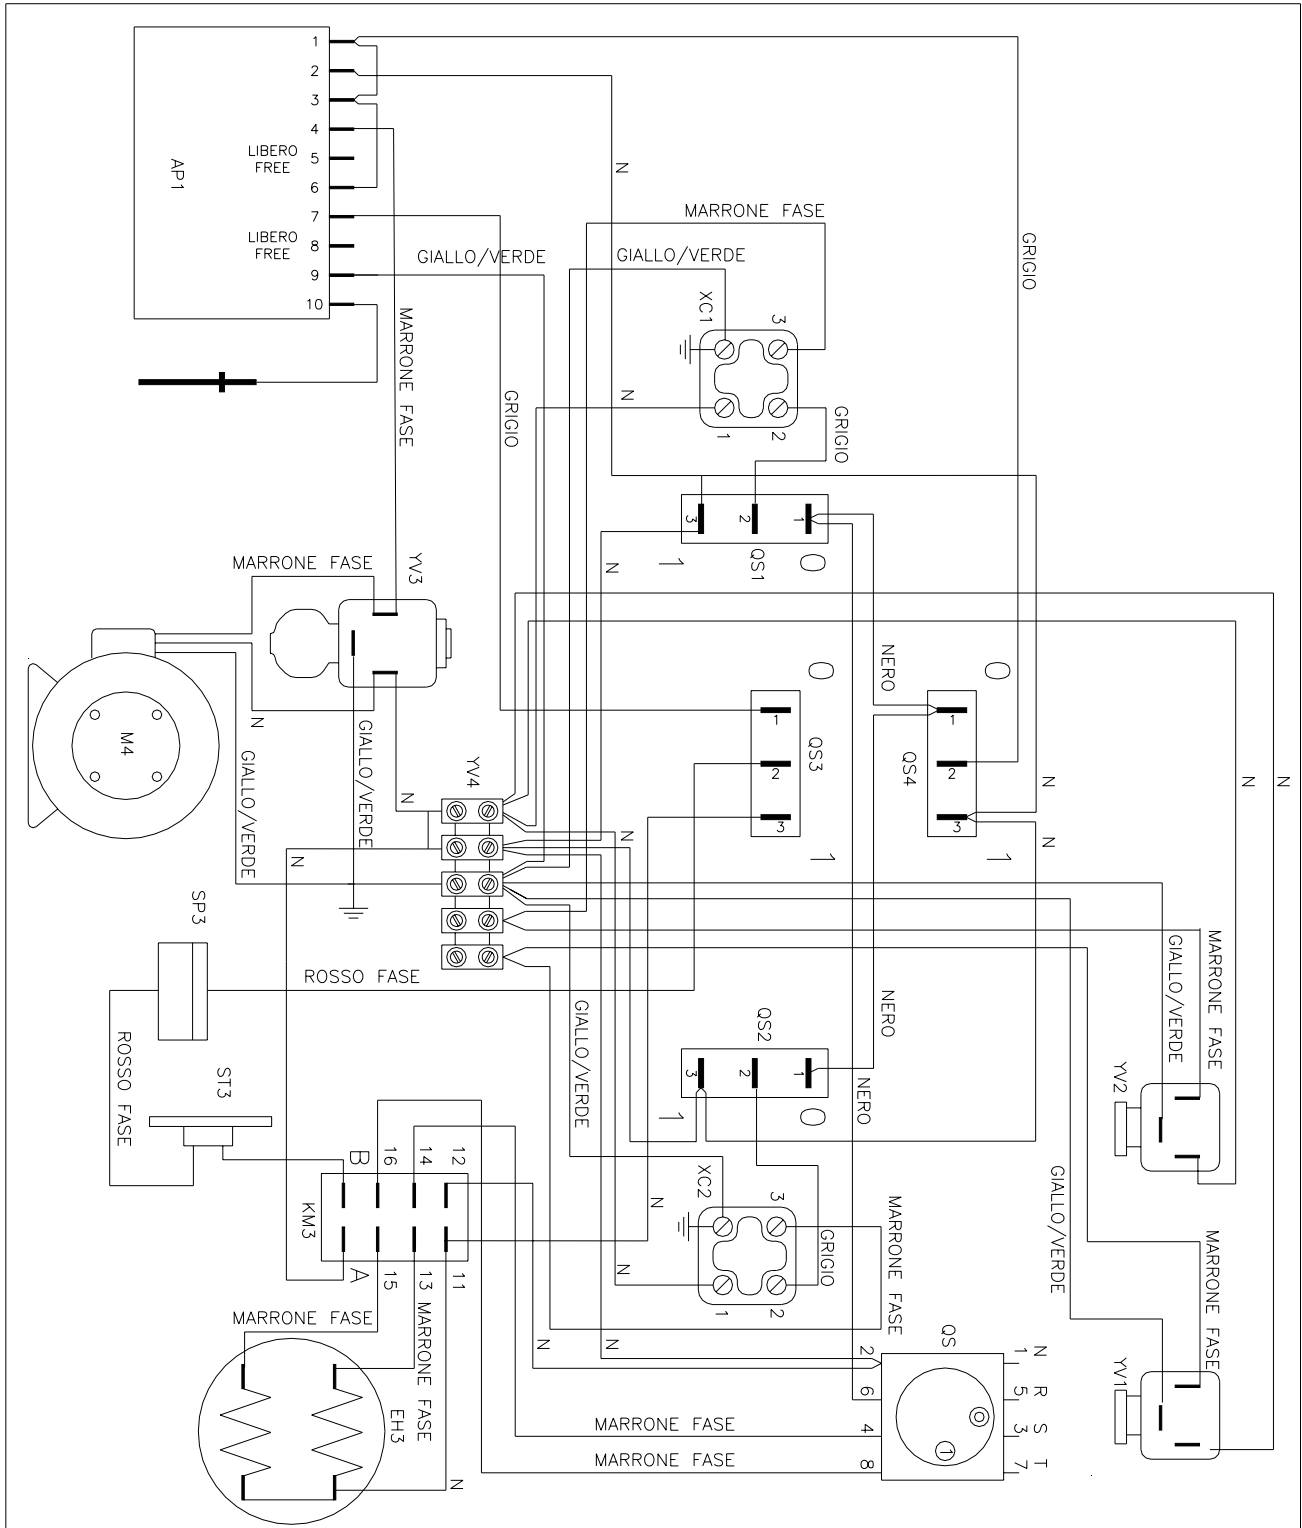 1
2
3
4
LIBERO
FREE
5
6
7
LIBERO
FREE
8
9
10
AP1
N
MARRONE FASE
GIALLO/VERDE
GIALLO/VERDE
GRIGIO
MARRONE FASE
XC1
3
1
2
N
GRIGIO
GRIGIO
3
2
1
QS1
1
0
N
MARRONE FASE
YV3
N
GIALLO/VERDE
GIALLO/VERDE
M4
N
YV4
N
N
NERO
0
0
1
2
3
QS3
1
1
2
3
QS4
1
N
N
N
N
SP3
ROSSO FASE
ROSSO FASE
ST3
GIALLO/VERDE
NERO
NERO
QS2
3
2
1
1
0
MARRONE FASE
GIALLO/VERDE
YV2
GIALLO/VERDE
MARRONE FASE
YV1
B
16
14
12
KM3
A
15
13
11
MARRONE FASE
MARRONE FASE
EH3
N
N
XC2
3
1
2
N
GRIGIO
MARRONE FASE
N
N
QS
2
6
4
8
1
N
5
R
3
S
7
T
1
MARRONE FASE
MARRONE FASE